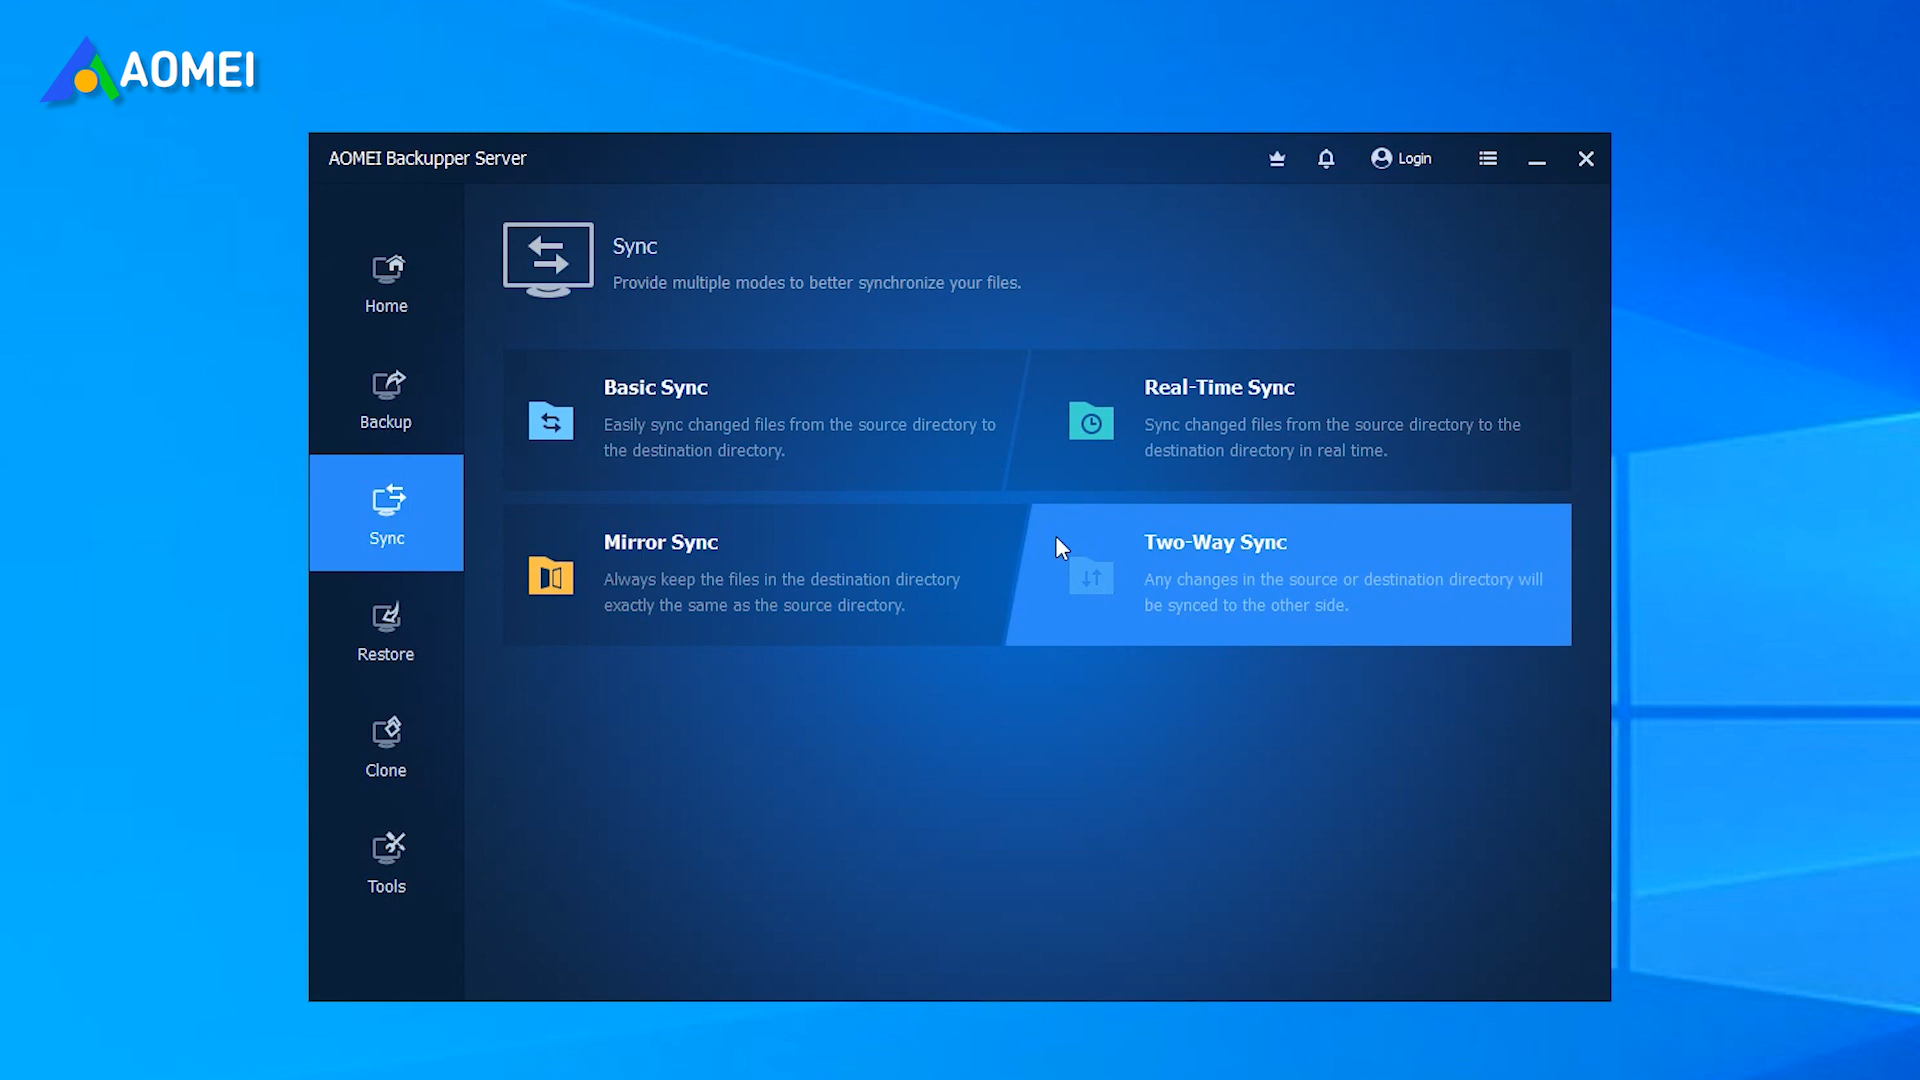 AOMEI
AOMEI Backupper Server
Login
Home
Backup
Sync
Restore
Clone
Tools
Sync
Provide multiple modes to better synchronize your files.
Basic Sync
Easily sync changed files from the source directory to
the destination directory.
Real-Time Sync
Sync changed files from the source directory to the
destination directory in real time.
Mirror Sync
Always keep the files in the destination directory
exactly the same as the source directory.
Two-Way Sync
Any changes in the source or destination directory will
be synced to the other side.